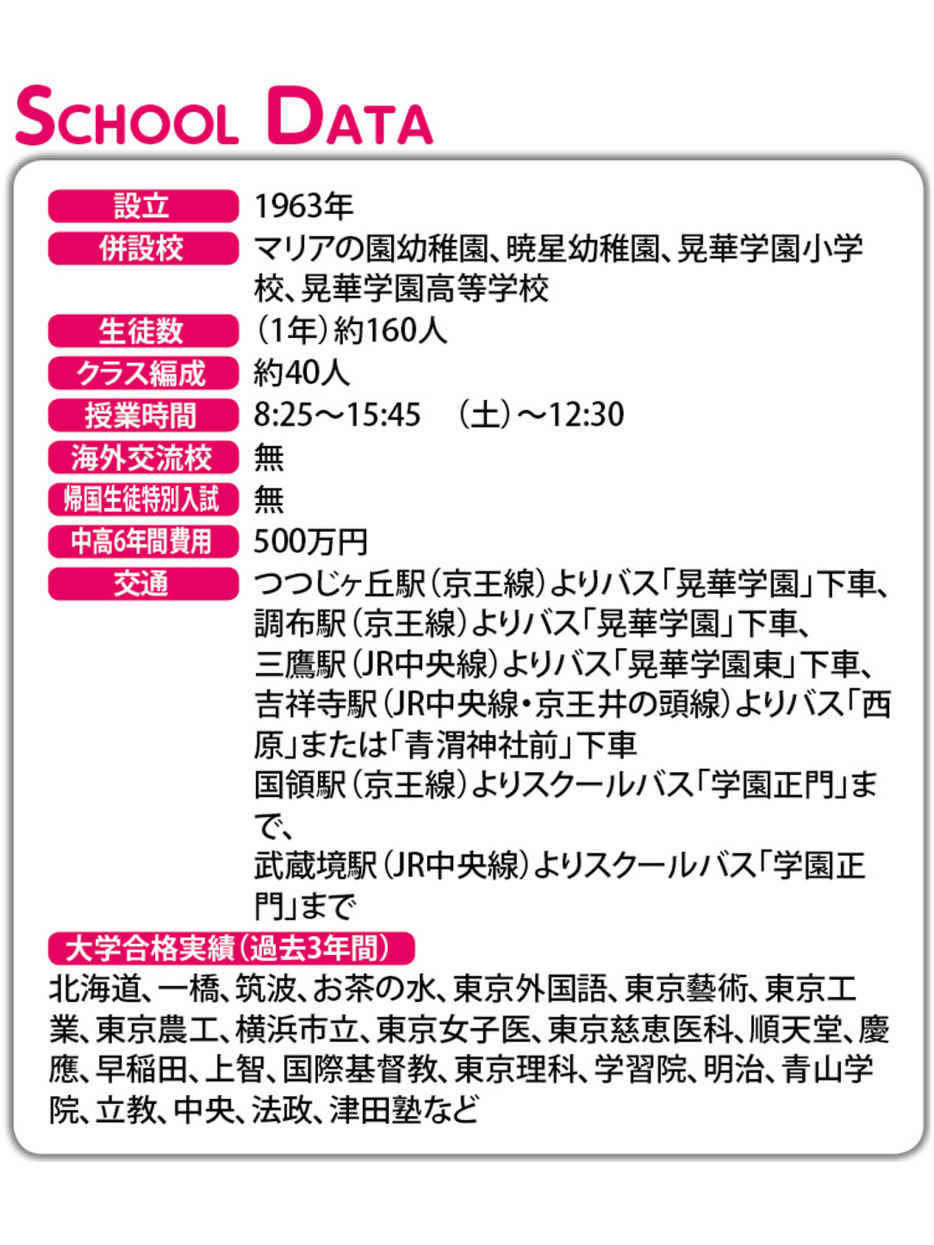 SCHOOL DATA
設立 1963年
併設校 マリアの園幼稚園、暁星幼稚園、晃華学園小学
校、晃華学園高等学校
生徒数 （1年）約160人
クラス編成 約40人
授業時間 8:25〜15:45　（土）〜12:30
海外交流校 無
帰国生徒特別入試 無
中高6年間費用 500万円
交通 つつじヶ丘駅（京王線）よりバス「晃華学園」下車、
調布駅（京王線）よりバス「晃華学園」下車、
三鷹駅（JR中央線）よりバス「晃華学園東」下車、
吉祥寺駅（JR中央線・京王井の頭線）よりバス「西
原」または「青渭神社前」下車
国領駅（京王線）よりスクールバス「学園正門」ま
で、
武蔵境駅（JR中央線）よりスクールバス「学園正
門」まで
大学合格実績（過去3年間）
北海道、一橋、筑波、お茶の水、東京外国語、東京藝術、東京工
業、東京農工、横浜市立、東京女子医、東京慈恵医科、順天堂、慶
應、早稲田、上智、国際基督教、東京理科、学習院、明治、青山学
院、立教、中央、法政、津田塾など